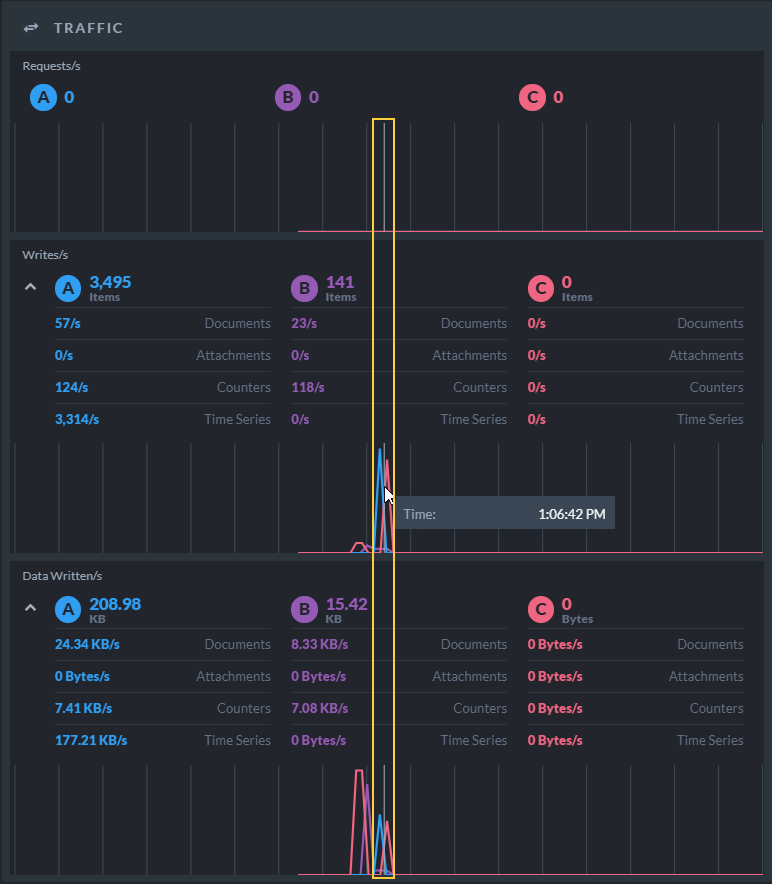 TRAFFIC
Requests/s
A 0 B 0 C 0
Writes/s
A 3,495 Items B 141 Items C 0 Items
57/s Documents 23/s Documents 0/s Documents
0/s Attachments 0/s Attachments 0/s Attachments
124/s Counters 118/s Counters 0/s Counters
3,314/s Time Series 0/s Time Series 0/s Time Series
Time: 1:06:42 PM
Data Written/s
A 208.98 KB B 15.42 KB C 0 Bytes
24.34 KB/s Documents 8.33 KB/s Documents 0 Bytes/s Documents
0 Bytes/s Attachments 0 Bytes/s Attachments 0 Bytes/s Attachments
7.41 KB/s Counters 7.08 KB/s Counters 0 Bytes/s Counters
177.21 KB/s Time Series 0 Bytes/s Time Series 0 Bytes/s Time Series